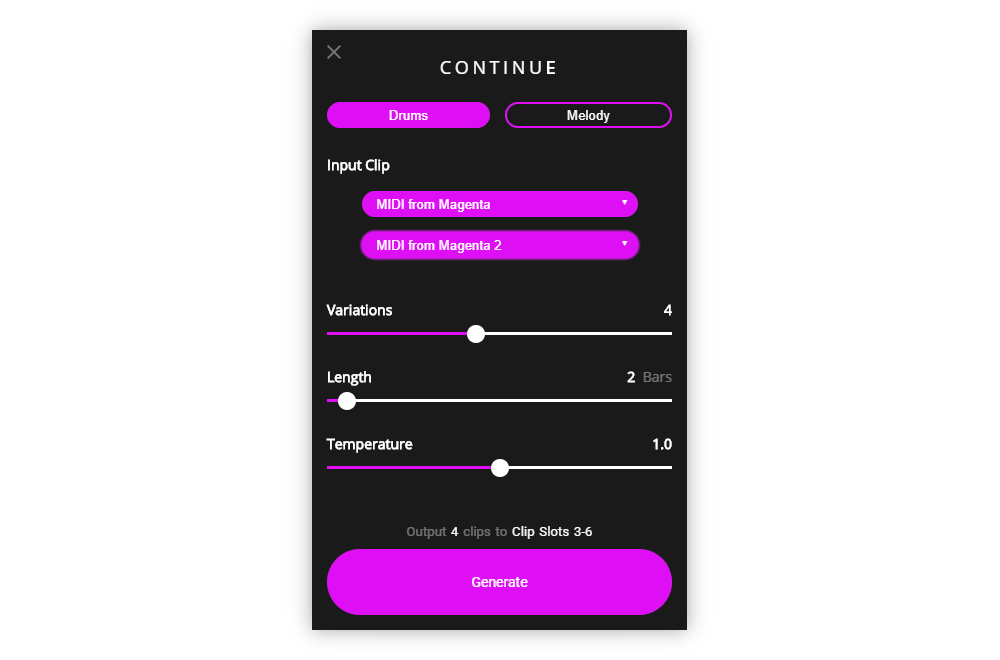 CONTINUE
Drums Melody
Input Clip
MIDI from Magenta
MIDI from Magenta 2
Variations 4
Length 2 Bars
Temperature 1.0
Output 4 clips to Clip Slots 3-6
Generate